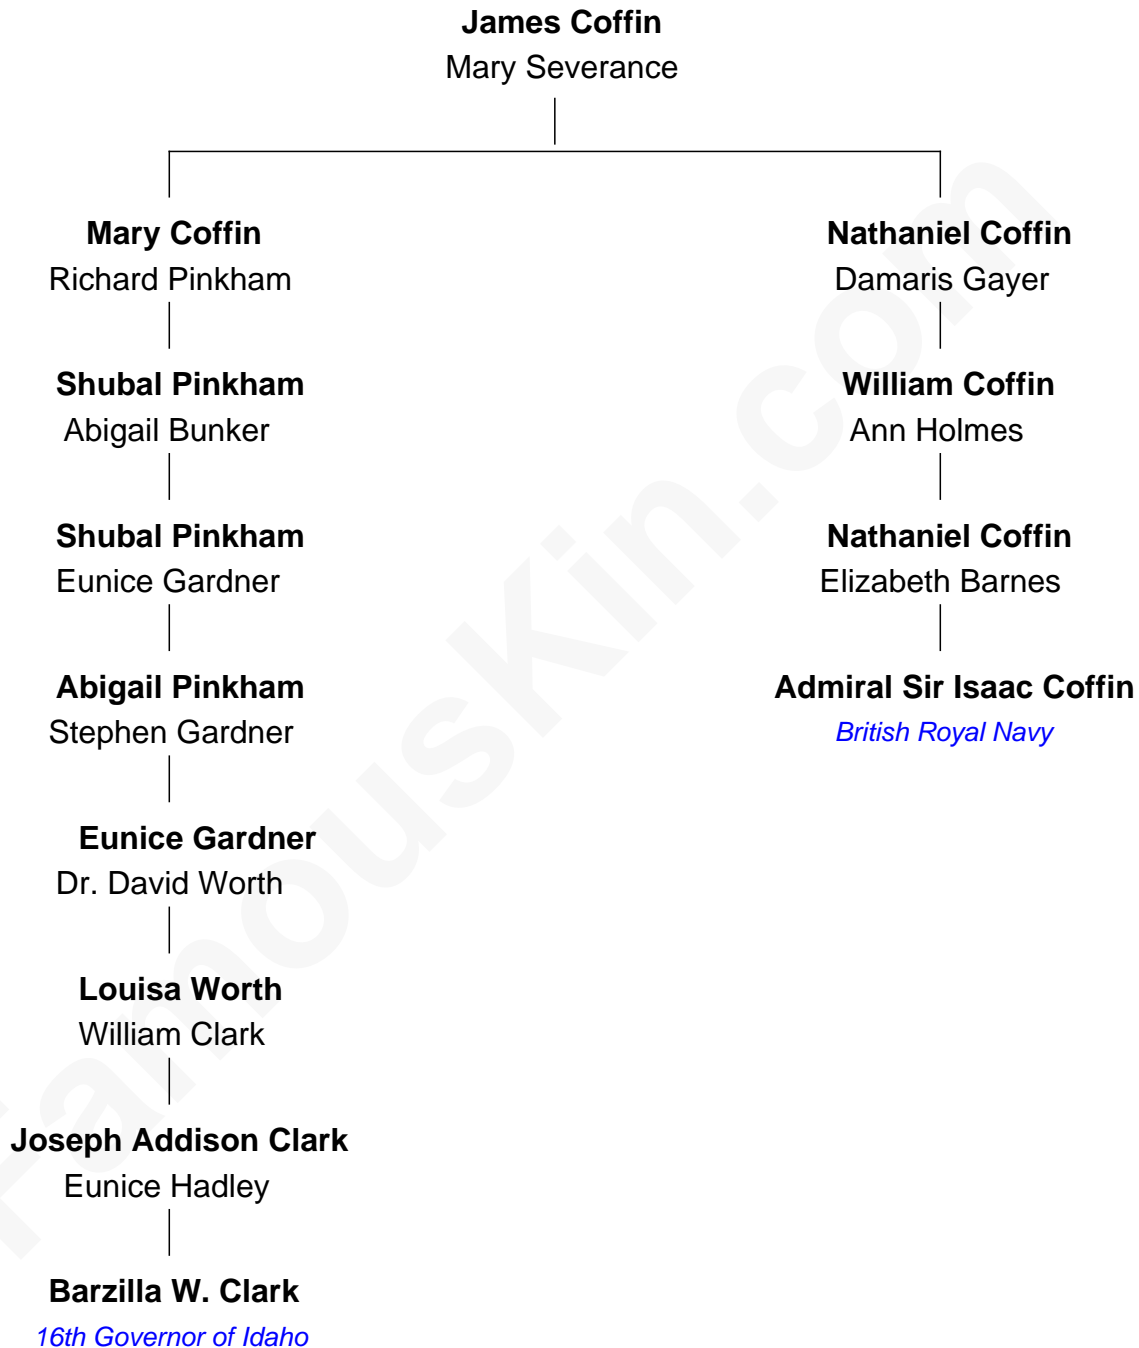 James Coffin
Mary Severance
Mary Coffin
Richard Pinkham
Nathaniel Coffin
Damaris Gayer
Shubal Pinkham
Abigail Bunker
William Coffin
Ann Holmes
Shubal Pinkham
Eunice Gardner
Nathaniel Coffin
Elizabeth Barnes
Abigail Pinkham
Stephen Gardner
Admiral Sir Isaac Coffin
British Royal Navy
Eunice Gardner
Dr. David Worth
Louisa Worth
William Clark
Joseph Addison Clark
Eunice Hadley
Barzilla W. Clark
16th Governor of Idaho
FamousKin.com